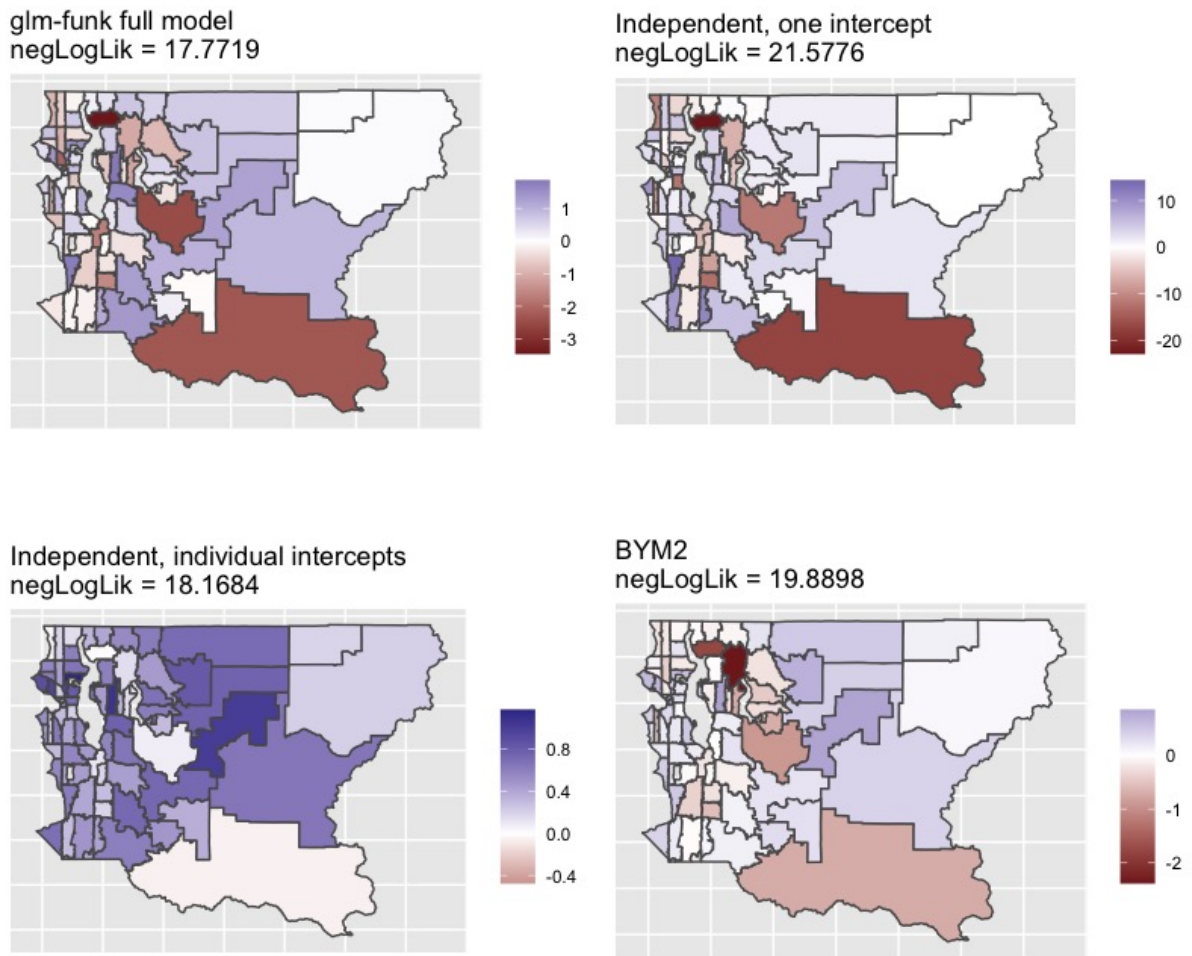 glm-funk full model
negLogLik = 17.7719
1
0
-1
-2
-3
Independent, one intercept
negLogLik = 21.5776
10
0
-10
-20
Independent, individual intercepts
negLogLik = 18.1684
0.8
0.4
0.0
-0.4
BYM2
negLogLik = 19.8898
0
-1
-2